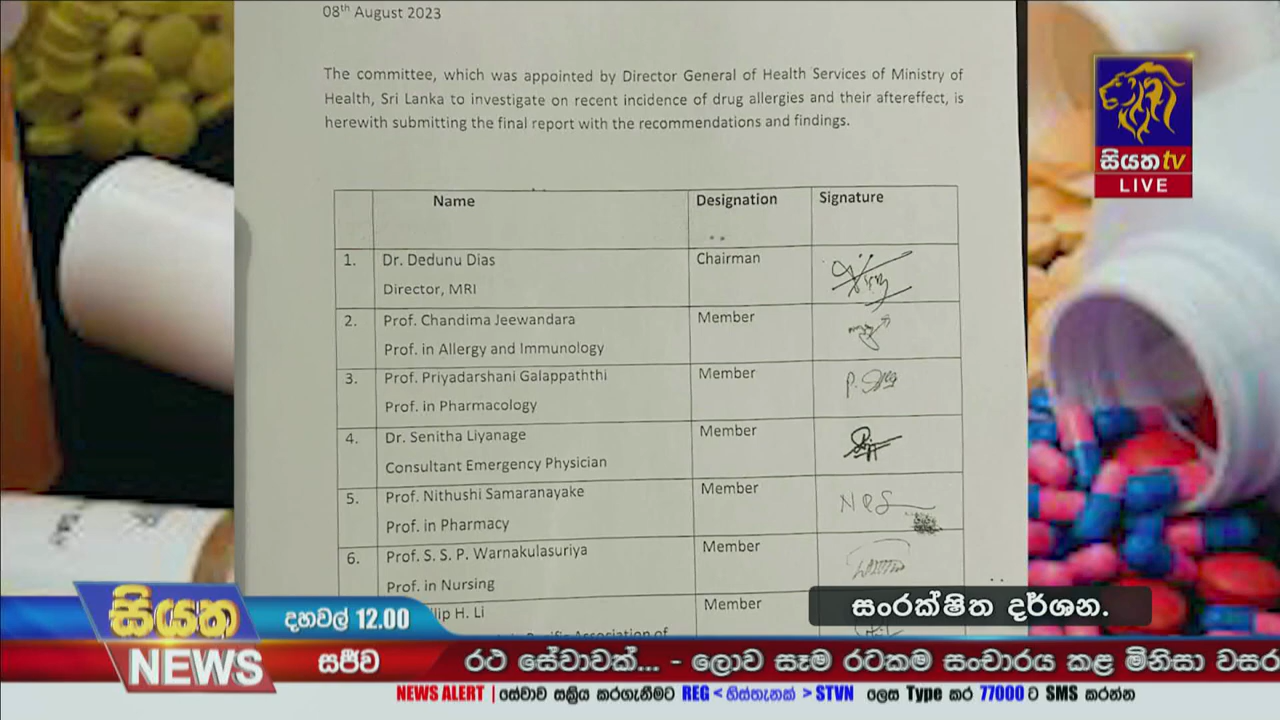 08th August 2023
The committee, which was appointed by Director General of Health Services of Ministry of
Health, Sri Lanka to investigate on recent incidence of drug allergies and their aftereffect, is
herewith submitting the final report with the recommendations and findings.
Name Designation Signature
1. Dr. Dedunu Dias Chairman
Director, MRI
2. Prof. Chandima Jeewandara Member
Prof. in Allergy and Immunology
3. Prof. Priyadarshani Galappaththi Member
Prof. in Pharmacology
4. Dr. Senitha Liyanage Member
Consultant Emergency Physician
5. Prof. Nithushi Samaranayake Member
Prof. in Pharmacy
6. Prof. S. S. P. Warnakulasuriya Member
Prof. in Nursing
H. Li Member
Association of
සියත tv
LIVE
සංරක්ෂිත දර්ශන.
සියත
NEWS
දහවල් 12.00
සජීව
රථ සේවාවක්... - ලොව සෑම රටකම සංචාරය කළ මිනිසා වසර
NEWS ALERT | සේවාව සක්‍රිය කරගැනීමට REG < හිස්තැනක් > STVN ලෙස Type කර 77000 ට SMS කරන්න